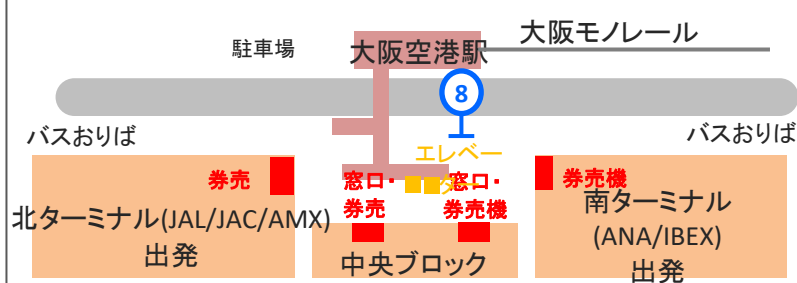 大阪モノレール
駐車場
大阪空港駅
8
バスおりば
バスおりば
エレベー
ター
券売
窓口・
券売
窓口・
券売機
券売機
北ターミナル(JAL/JAC/AMX)
出発
中央ブロック
南ターミナル
(ANA/IBEX)
出発